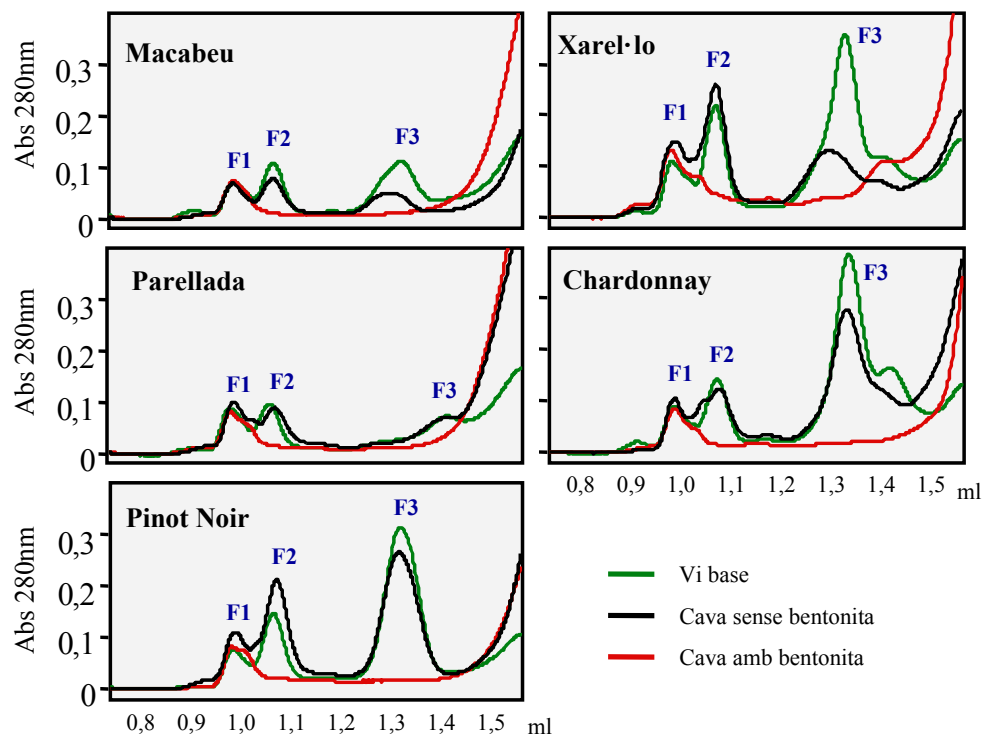 Macabeu
Abs 280nm
0,3
0,2
0,1
0
F1
F2
F3
Xarel·lo
F1
F2
F3
Parellada
Abs 280nm
0,3
0,2
0,1
0
F1
F2
F3
Chardonnay
F1
F2
F3
0,8 0,9 1,0 1,1 1,2 1,3 1,4 1,5 ml
Pinot Noir
Abs 280nm
0,3
0,2
0,1
0
F1
F2
F3
0,8 0,9 1,0 1,1 1,2 1,3 1,4 1,5 ml
Vi base
Cava sense bentonita
Cava amb bentonita